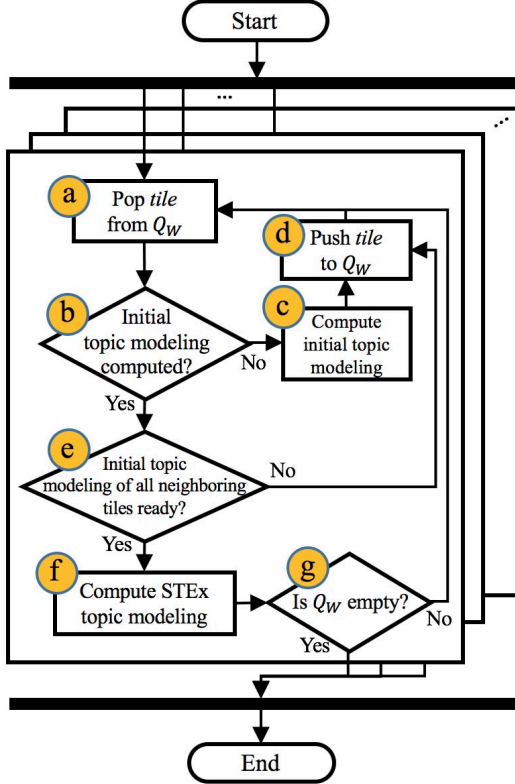 Start
...
...
a
Pop tile
from Q_W
d
Push tile
to Q_W
b
Initial
topic modeling
computed?
No
c
Compute
initial topic
modeling
Yes
e
Initial topic
modeling of all neighboring
tiles ready?
No
Yes
f
Compute STEx
topic modeling
g
Is Q_W empty?
No
Yes
End